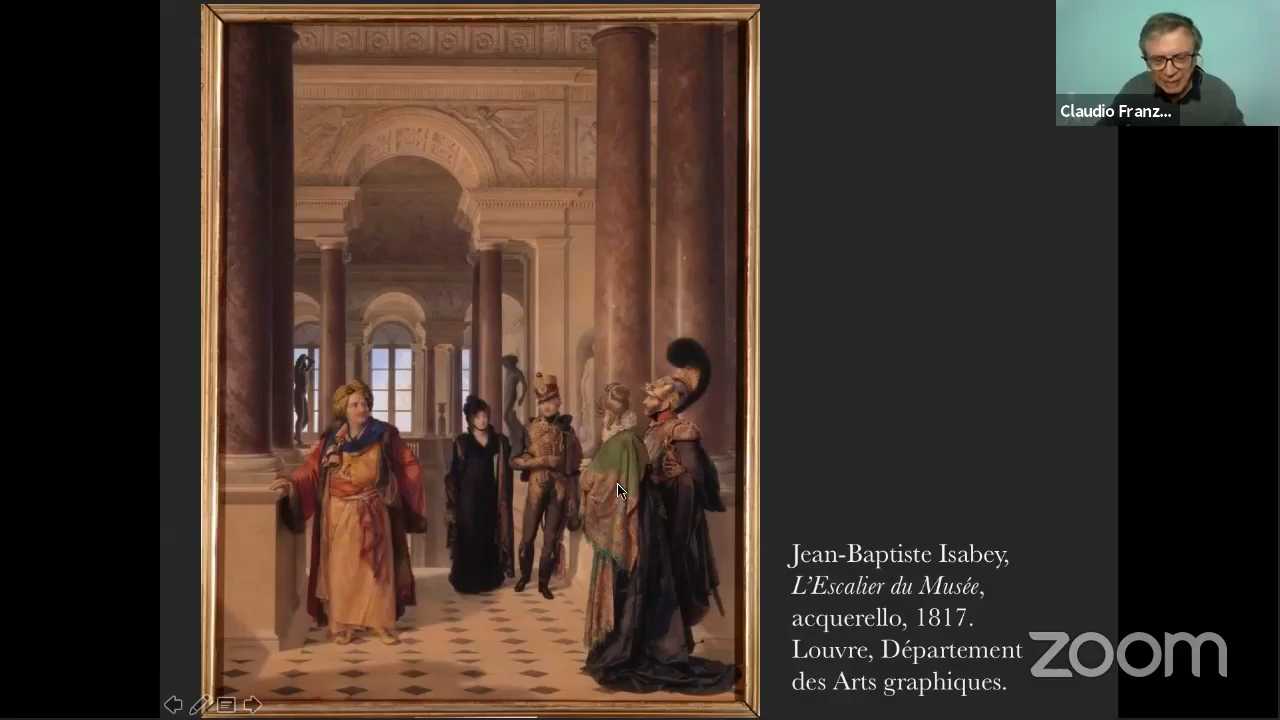 Claudio Franz...
Jean-Baptiste Isabey,
L’Escalier du Musée,
acquerello, 1817.
Louvre, Département
des Arts graphiques.
zoom